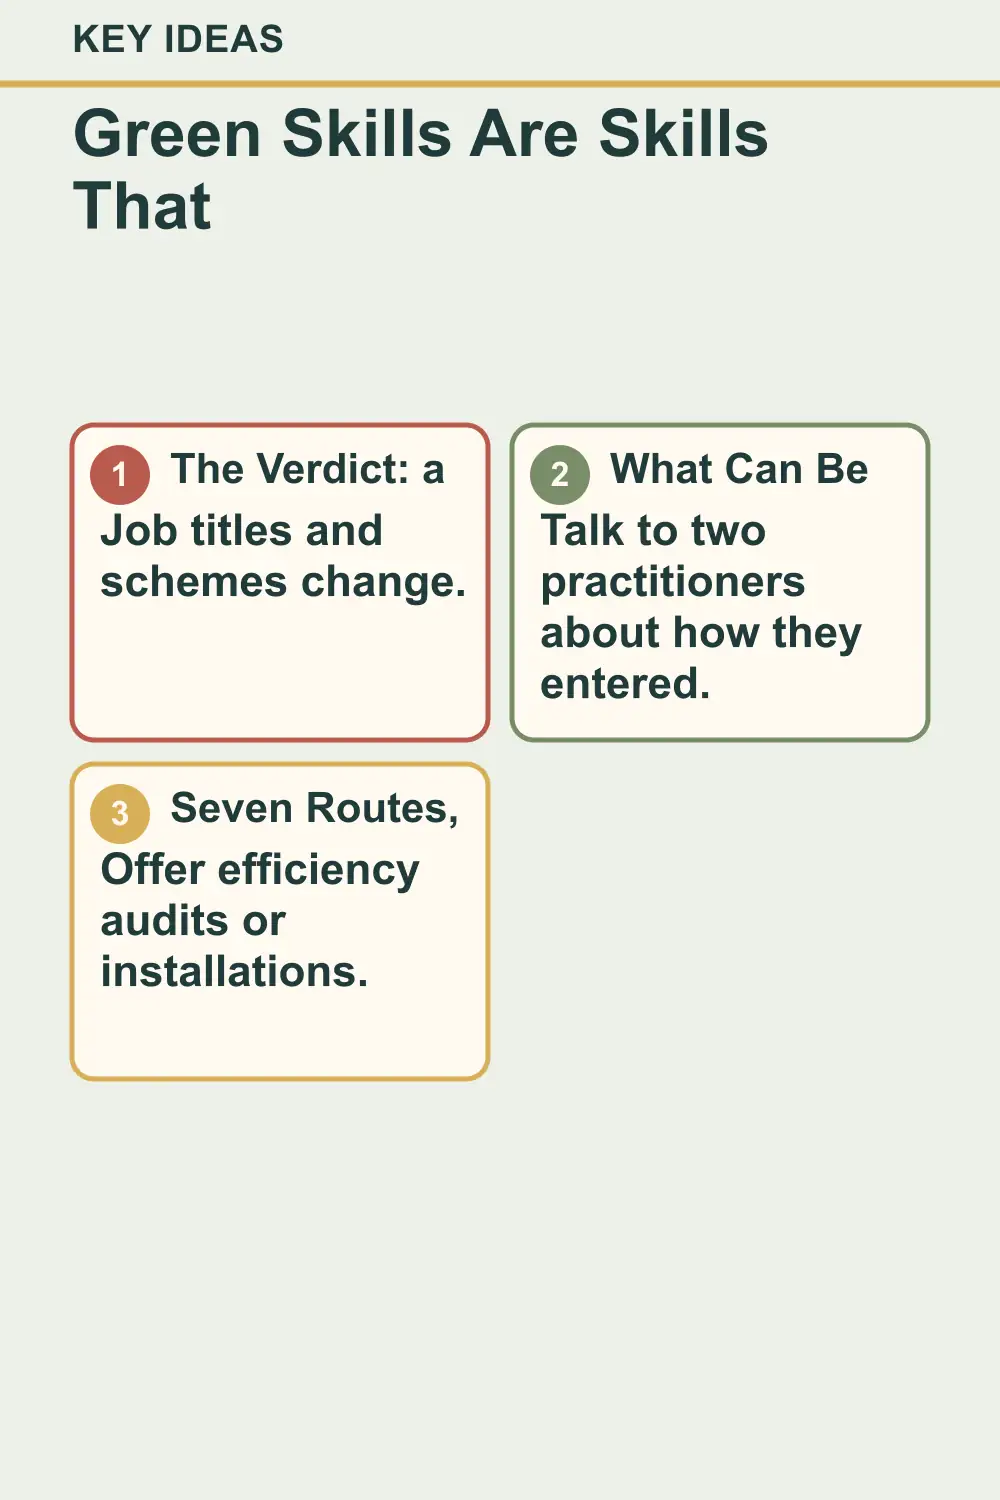 KEY IDEAS
Green Skills Are Skills
That
1 The Verdict: a
Job titles and
schemes change.
2 What Can Be
Talk to two
practitioners
about how they
entered.
3 Seven Routes,
Offer efficiency
audits or
installations.